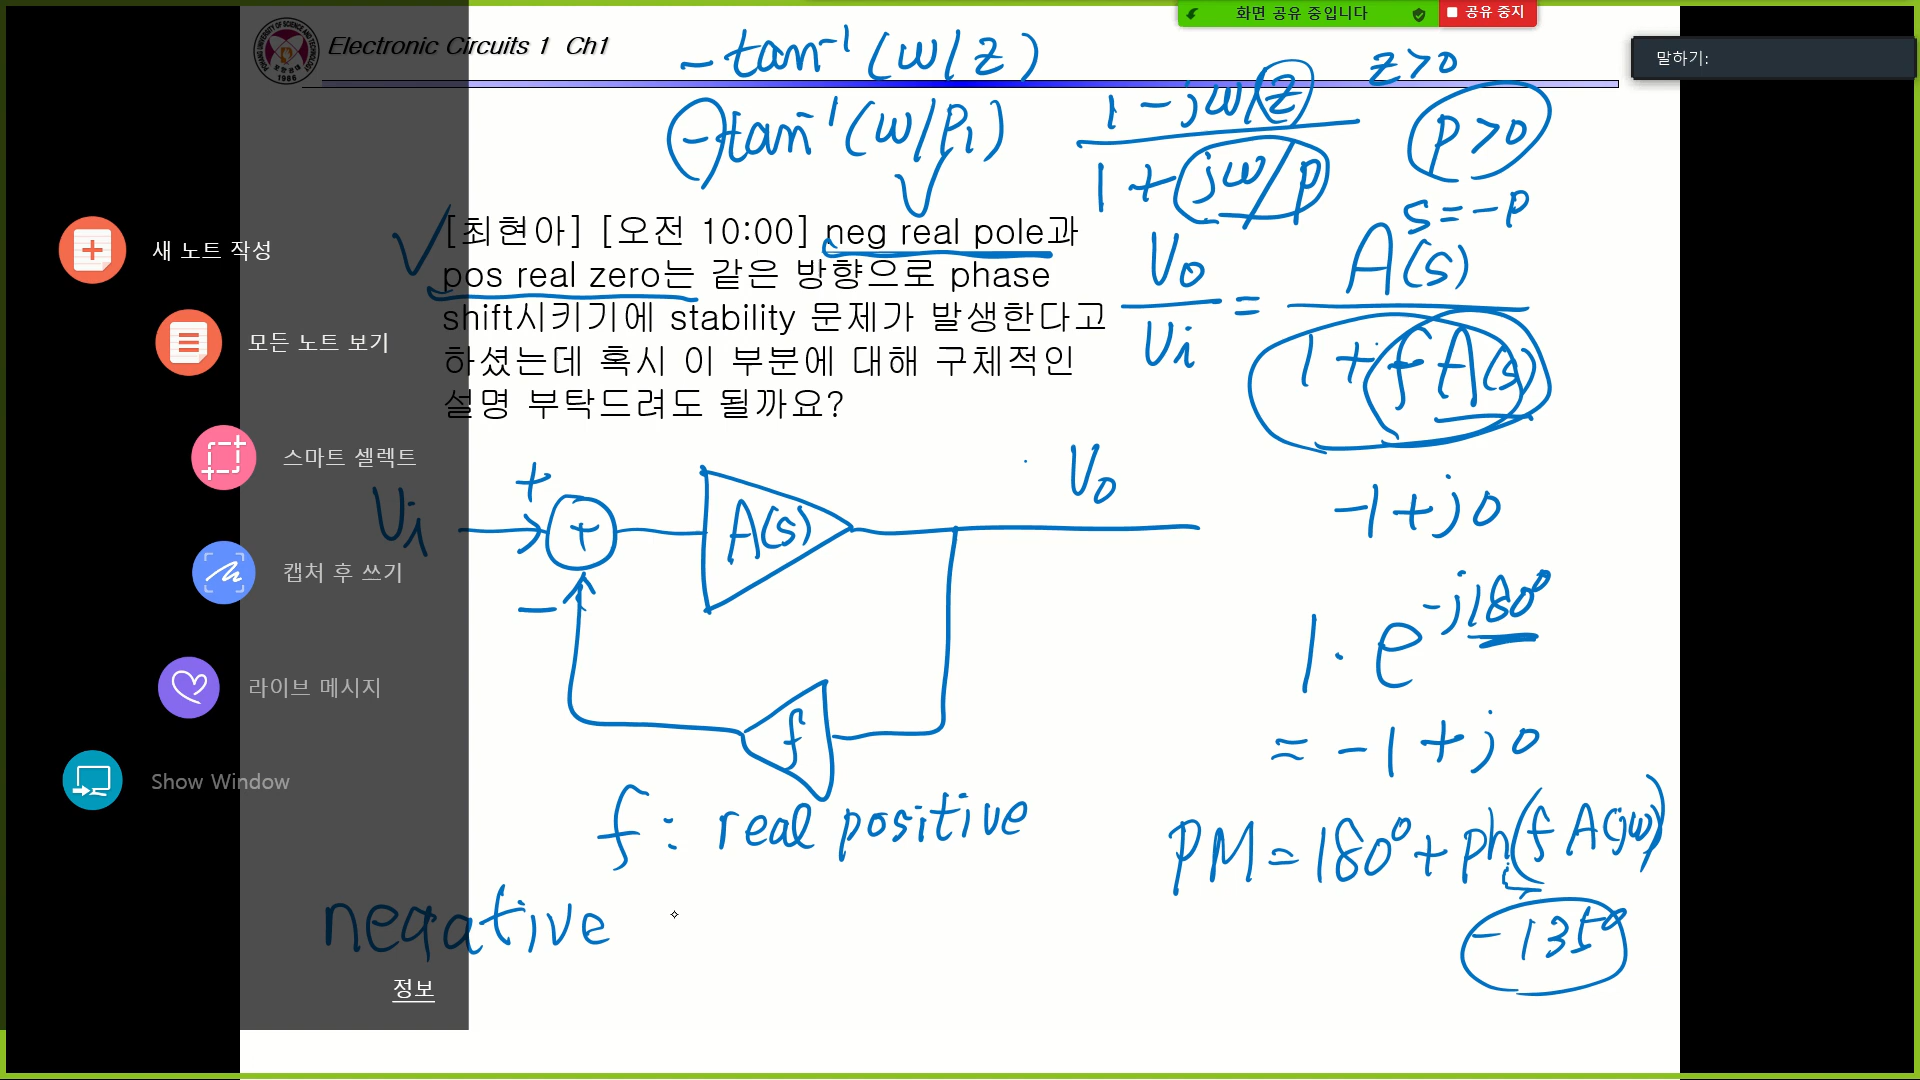 화면 공유 중입니다
공유 중지
말하기:
Electronic Circuits 1 Ch1
-tan⁻¹(ω/z)
-tan⁻¹(ω/p₁)
1-jω/z
1+jω/p
z>0
p>0
s=-p
[최현아] [오전 10:00] neg real pole과
pos real zero는 같은 방향으로 phase
shift시키기에 stability 문제가 발생한다고
하셨는데 혹시 이 부분에 대해 구체적인
설명 부탁드려도 될까요?
Vo
Vi
=
A(s)
1+fA(s)
새 노트 작성
모든 노트 보기
스마트 셀렉트
캡처 후 쓰기
라이브 메시지
Show Window
정보
Vi
+
+
-
A(s)
Vo
f
-1+j0
1·e^-j180°
=-1+j0
f: real positive
PM=180°+ph(fA(jω))
-135°
negative